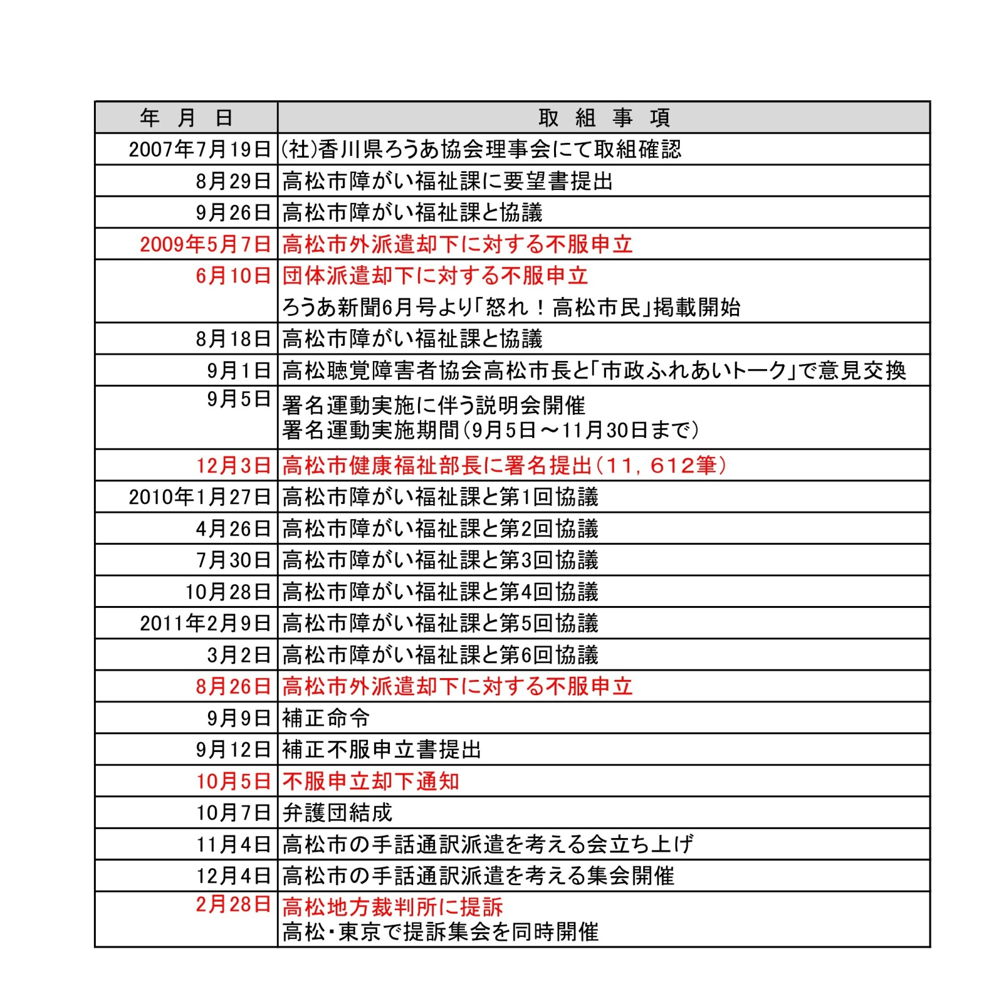 年 月 日 取 組 事 項
2007年7月19日 (社)香川県ろうあ協会理事会にて取組確認
8月29日 高松市障がい福祉課に要望書提出
9月26日 高松市障がい福祉課と協議
2009年5月7日 高松市外派遣却下に対する不服申立
6月10日 団体派遣却下に対する不服申立
ろうあ新聞6月号より「怒れ！高松市民」掲載開始
8月18日 高松市障がい福祉課と協議
9月1日 高松聴覚障害者協会高松市長と「市政ふれあいトーク」で意見交換
9月5日 署名運動実施に伴う説明会開催
署名運動実施期間（9月5日～11月30日まで）
12月3日 高松市健康福祉部長に署名提出（１１，６１２筆）
2010年1月27日 高松市障がい福祉課と第1回協議
4月26日 高松市障がい福祉課と第2回協議
7月30日 高松市障がい福祉課と第3回協議
10月28日 高松市障がい福祉課と第4回協議
2011年2月9日 高松市障がい福祉課と第5回協議
3月2日 高松市障がい福祉課と第6回協議
8月26日 高松市外派遣却下に対する不服申立
9月9日 補正命令
9月12日 補正不服申立書提出
10月5日 不服申立却下通知
10月7日 弁護団結成
11月4日 高松市の手話通訳派遣を考える会立ち上げ
12月4日 高松市の手話通訳派遣を考える集会開催
2月28日 高松地方裁判所に提訴
高松・東京で提訴集会を同時開催